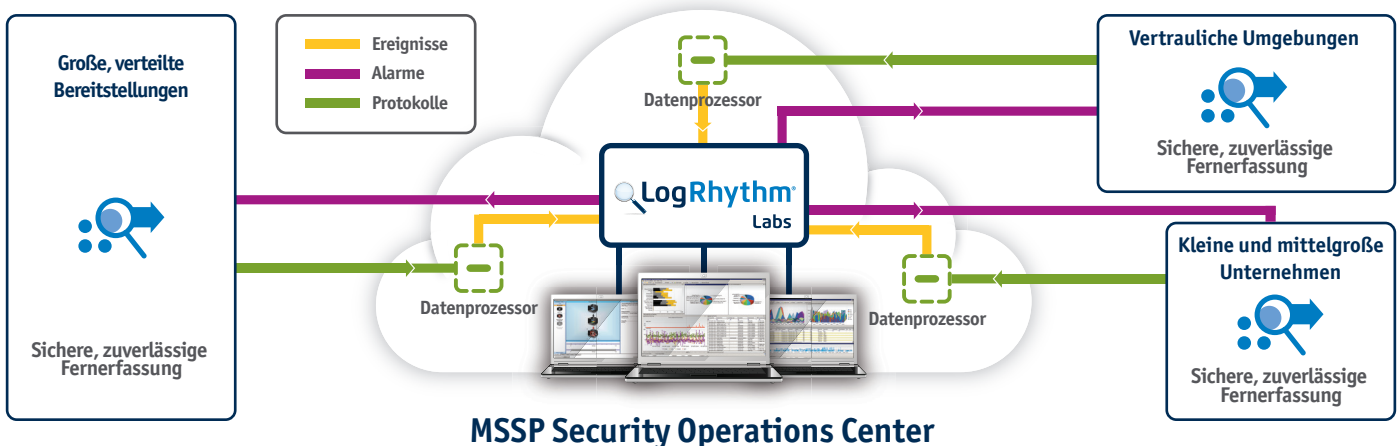 Große, verteilte
Bereitstellungen
Sichere, zuverlässige
Fernerfassung
Ereignisse
Alarme
Protokolle
Datenprozessor
LogRhythm®
Labs
Datenprozessor
Datenprozessor
Vertrauliche Umgebungen
Sichere, zuverlässige
Fernerfassung
Kleine und mittelgroße
Unternehmen
Sichere, zuverlässige
Fernerfassung
MSSP Security Operations Center